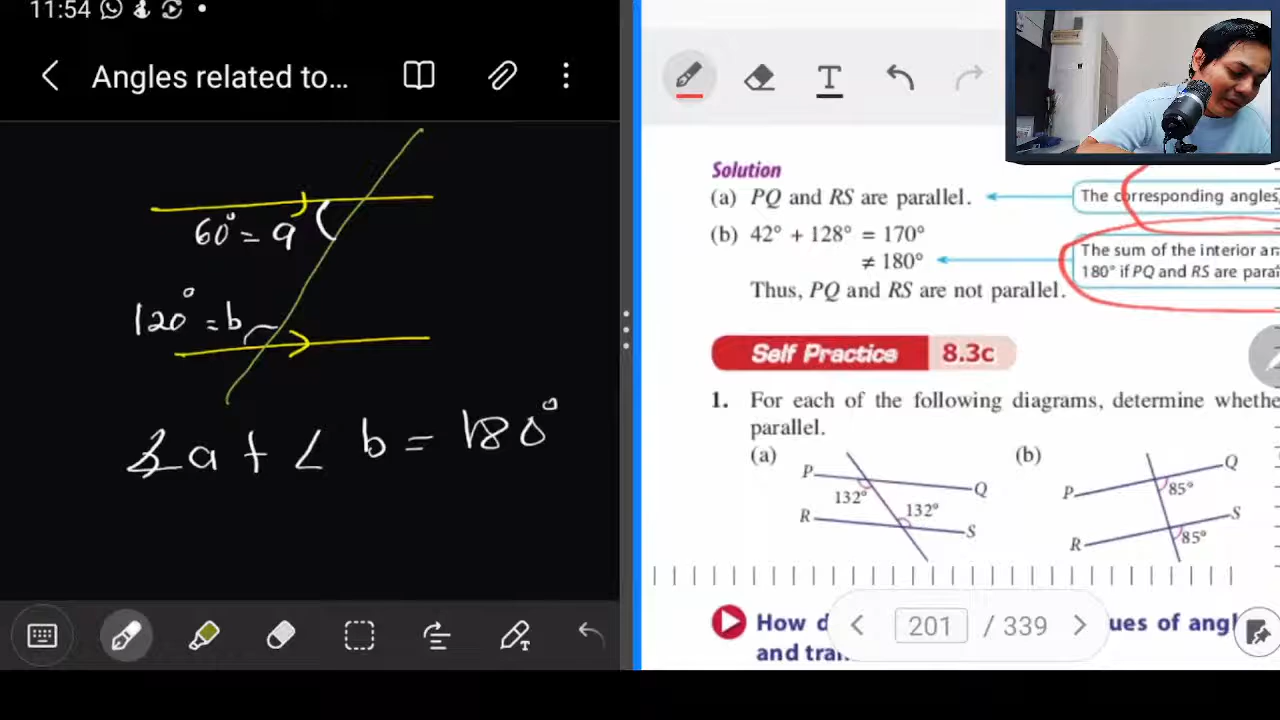 11:54
Angles related to...
60° = a
120° = b
∠a + ∠ b = 180°
Solution
(a) PQ and RS are parallel.
The corresponding angles
(b) 42° + 128° = 170°
≠ 180°
The sum of the interior an
180° if PQ and RS are para
Thus, PQ and RS are not parallel.
Self Practice 8.3c
1. For each of the following diagrams, determine whethe
parallel.
(a)
P
Q
132°
132°
R
S
(b)
P
Q
85°
R
S
85°
How d
201 / 339
ues of angl
and tra